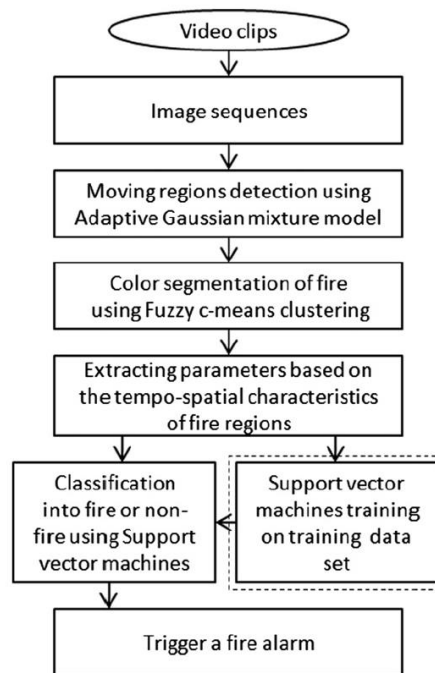 Video clips
Image sequences
Moving regions detection using
Adaptive Gaussian mixture model
Color segmentation of fire
using Fuzzy c-means clustering
Extracting parameters based on
the tempo-spatial characteristics
of fire regions
Classification
into fire or non-
fire using Support
vector machines
Support vector
machines training
on training data
set
Trigger a fire alarm